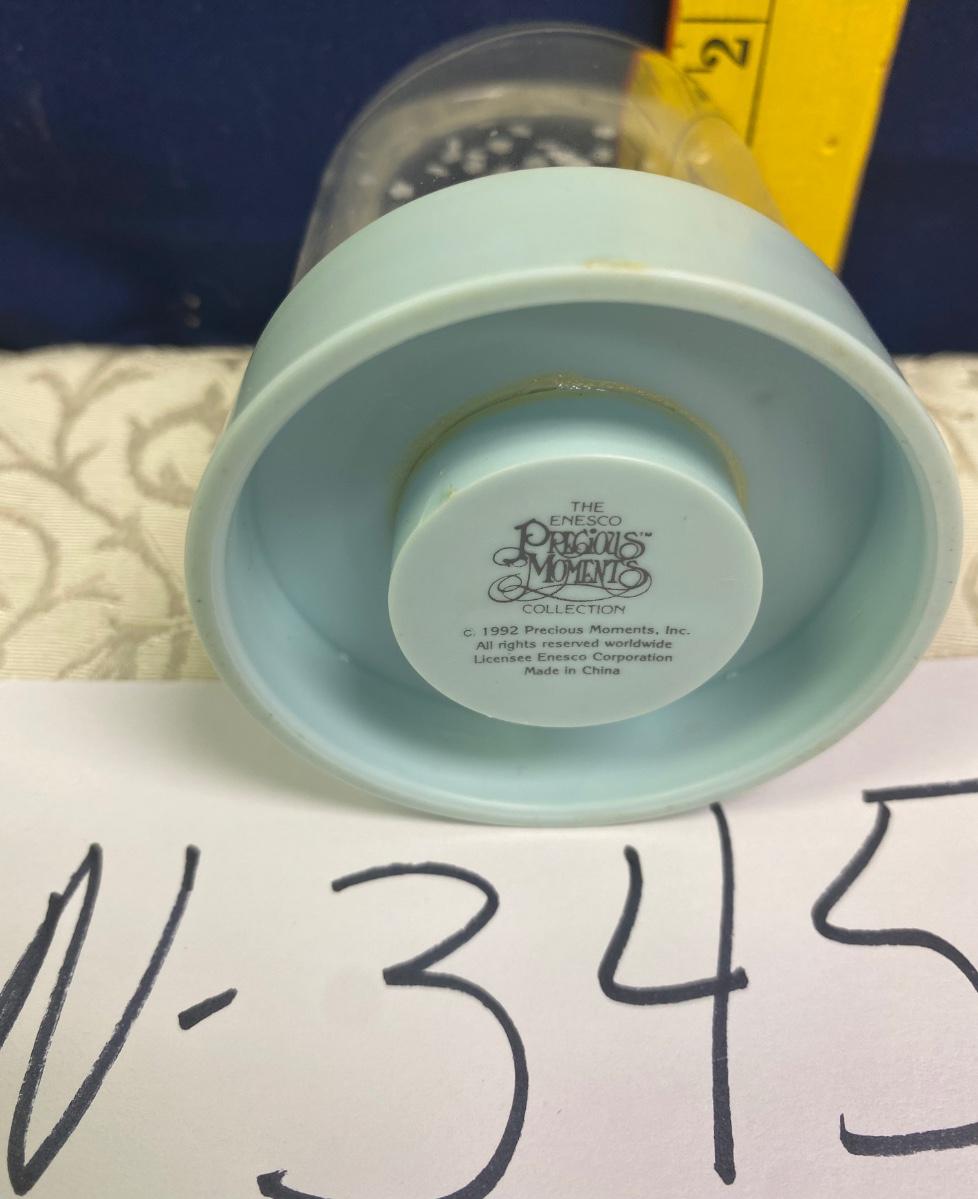 2
THE
ENESCO
PRECIOUS™
MOMENTS
COLLECTION
c. 1992 Precious Moments, Inc.
All rights reserved worldwide
Licensee Enesco Corporation
Made in China
N-345